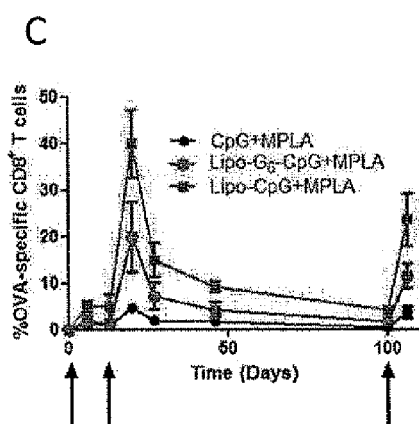 C
%OVA-specific CD8⁺ T cells
50
40
30
20
10
0
CpG+MPLA
Lipo-G₀-CpG+MPLA
Lipo-CpG+MPLA
0 50 100
Time (Days)